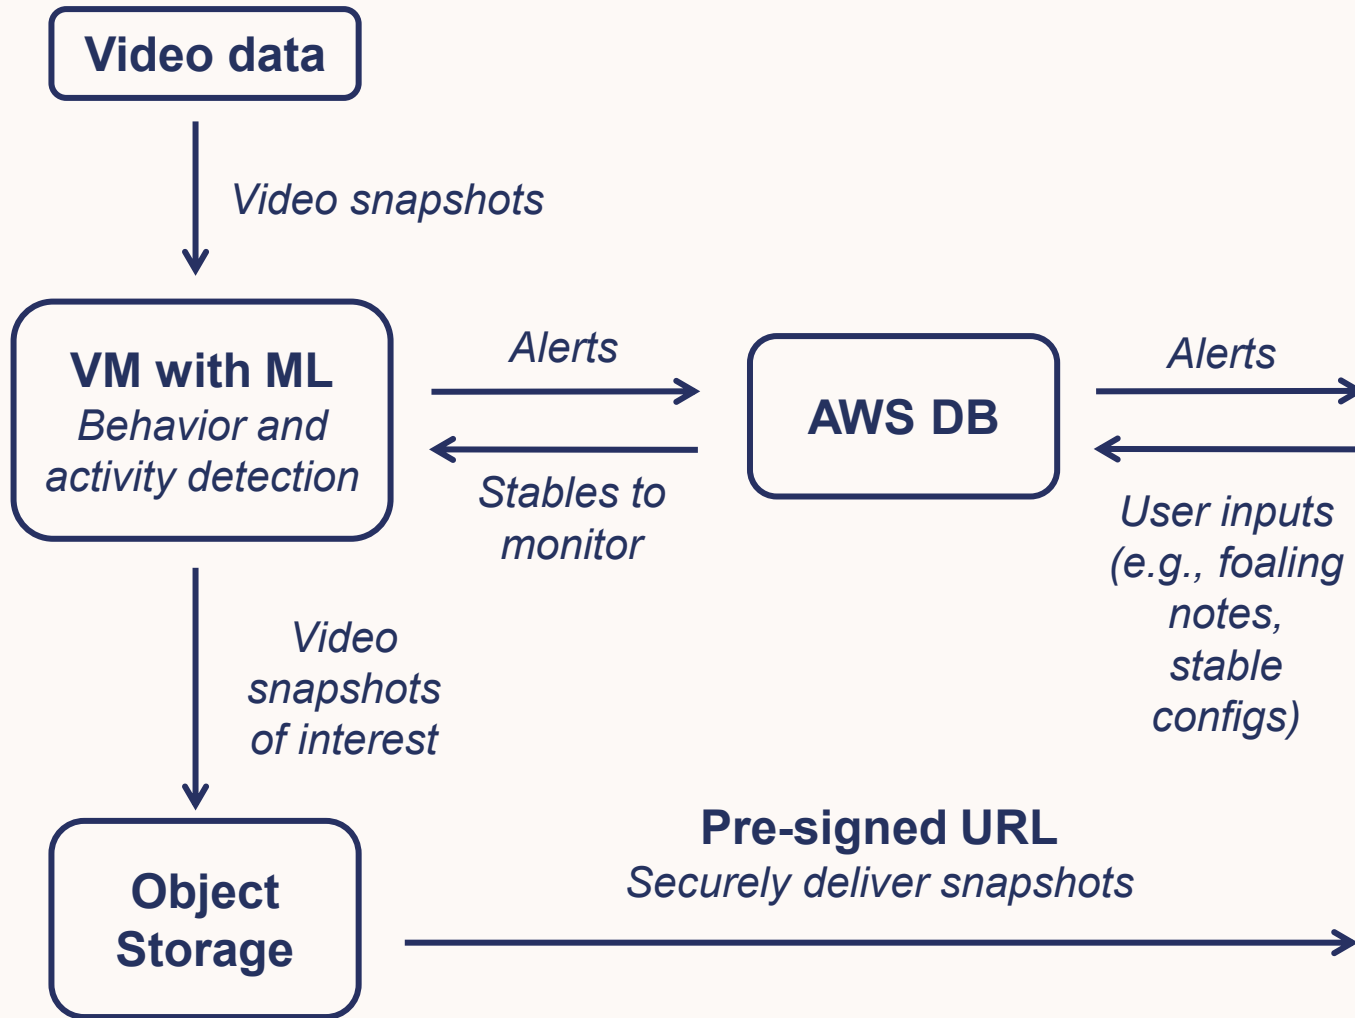 Video data
Video snapshots
VM with ML
Behavior and
activity detection
Alerts
Stables to
monitor
AWS DB
Alerts
User inputs
(e.g., foaling
notes,
stable
configs)
Video
snapshots
of interest
Object
Storage
Pre-signed URL
Securely deliver snapshots